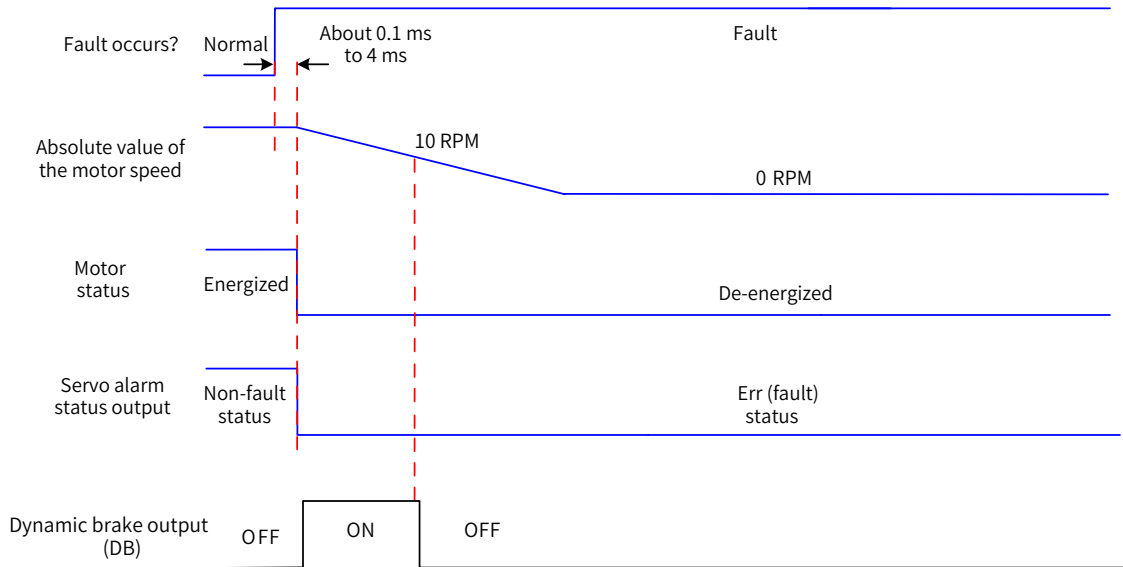 Fault occurs?
Normal
About 0.1 ms
to 4 ms
Fault
Absolute value of
the motor speed
10 RPM
0 RPM
Motor
status
Energized
De-energized
Servo alarm
status output
Non-fault
status
Err (fault)
status
Dynamic brake output
(DB)
OFF
ON
OFF